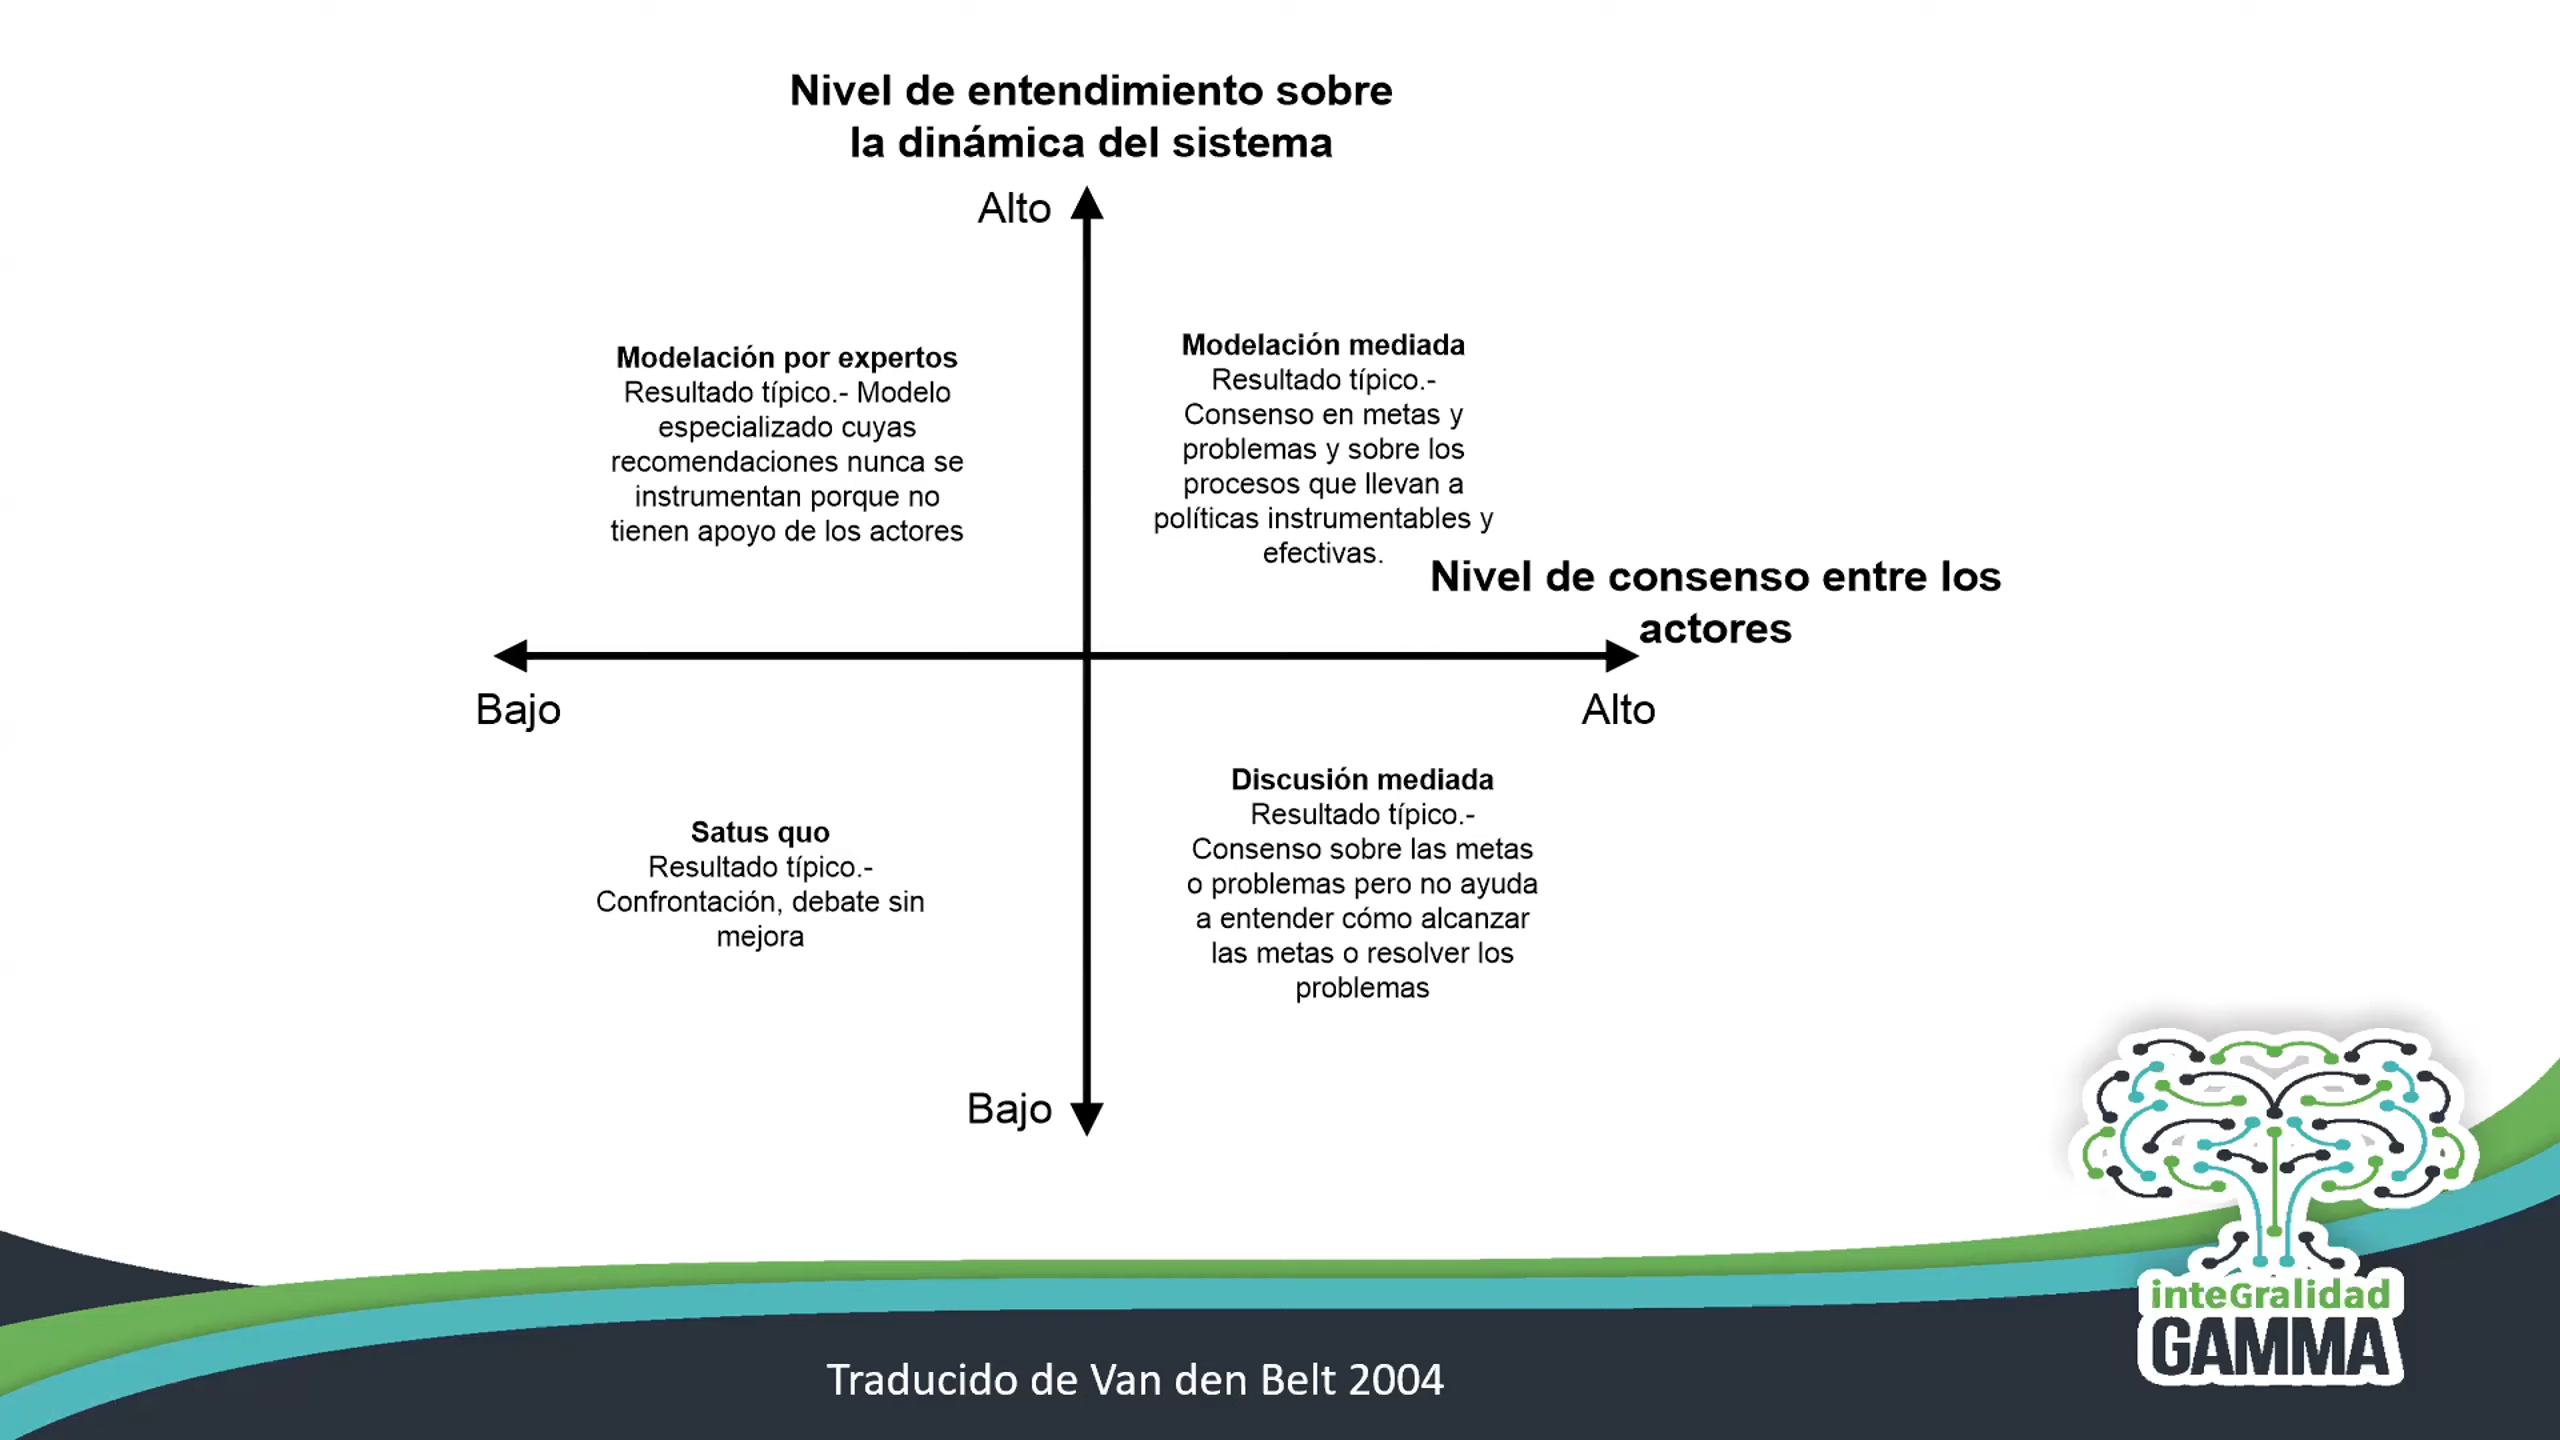 Nivel de entendimiento sobre
la dinámica del sistema
Alto
Modelación por expertos
Resultado típico.- Modelo
especializado cuyas
recomendaciones nunca se
instrumentan porque no
tienen apoyo de los actores
Modelación mediada
Resultado típico.-
Consenso en metas y
problemas y sobre los
procesos que llevan a
políticas instrumentables y
efectivas.
Nivel de consenso entre los
actores
Bajo
Alto
Satus quo
Resultado típico.-
Confrontación, debate sin
mejora
Discusión mediada
Resultado típico.-
Consenso sobre las metas
o problemas pero no ayuda
a entender cómo alcanzar
las metas o resolver los
problemas
Bajo
inteGralidad
GAMMA
Traducido de Van den Belt 2004